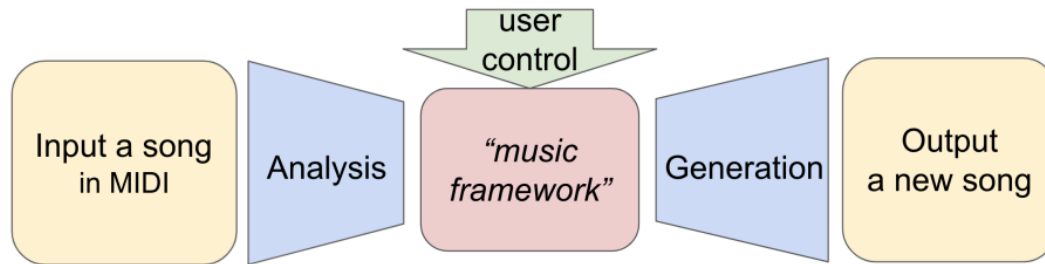 user
control
Input a song
in MIDI
Analysis
“music
framework”
Generation
Output
a new song